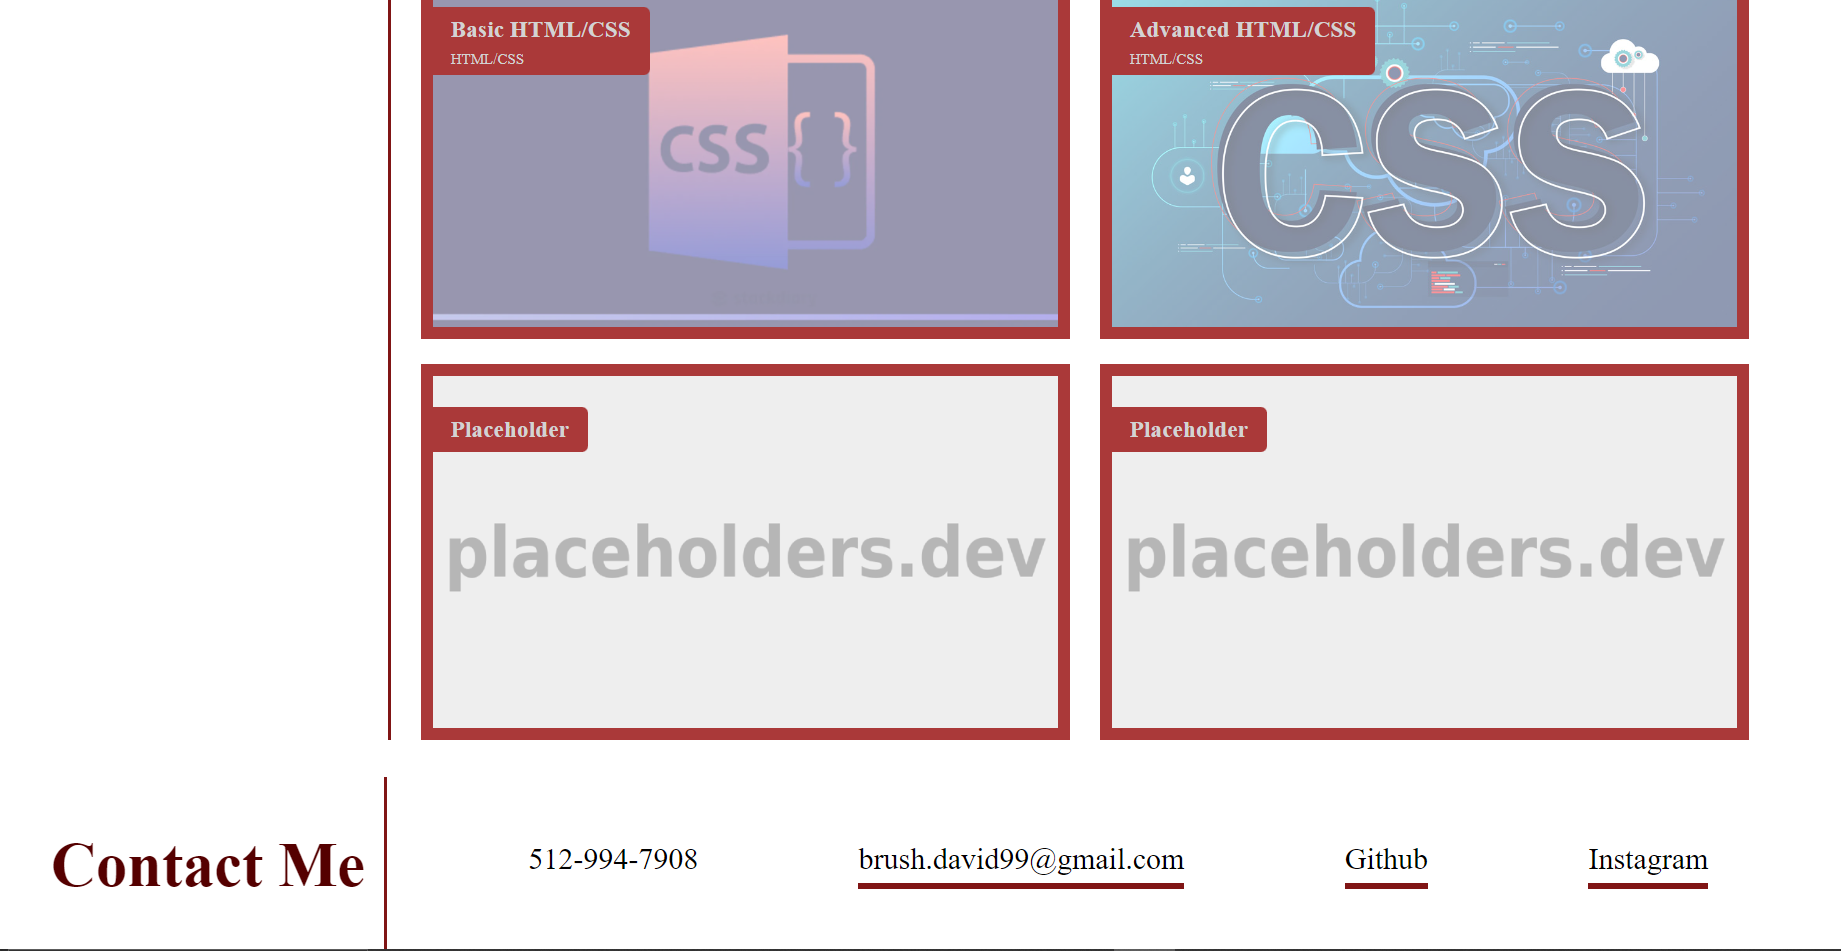 Basic HTML/CSS
HTML/CSS
CSS {}
Advanced HTML/CSS
HTML/CSS
CSS
Placeholder
placeholders.dev
Placeholder
placeholders.dev
Contact Me
512-994-7908
brush.david99@gmail.com
Github
Instagram